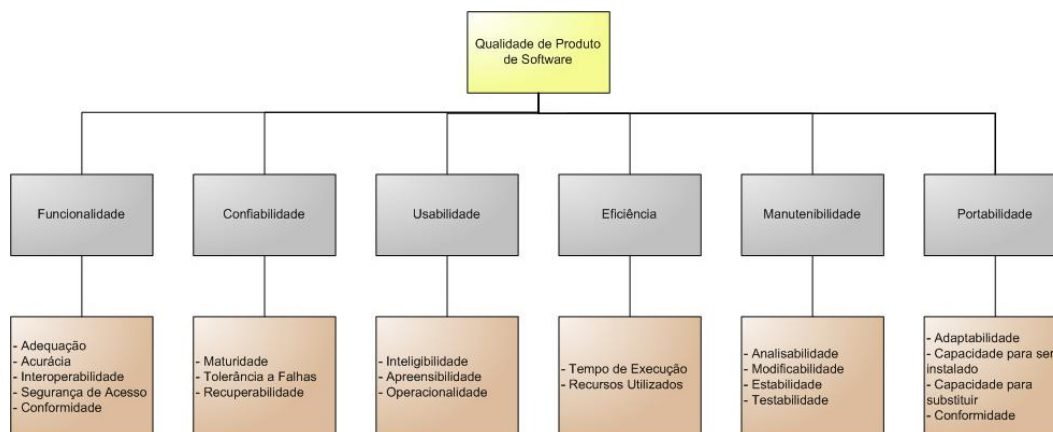 Qualidade de Produto
de Software
Funcionalidade
Confiabilidade
Usabilidade
Eficiência
Manutenibilidade
Portabilidade
- Adequação
- Acurácia
- Interoperabilidade
- Segurança de Acesso
- Conformidade
- Maturidade
- Tolerância a Falhas
- Recuperabilidade
- Inteligibilidade
- Apreensibilidade
- Operacionalidade
- Tempo de Execução
- Recursos Utilizados
- Analisabilidade
- Modificabilidade
- Estabilidade
- Testabilidade
- Adaptabilidade
- Capacidade para ser
instalado
- Capacidade para
substituir
- Conformidade